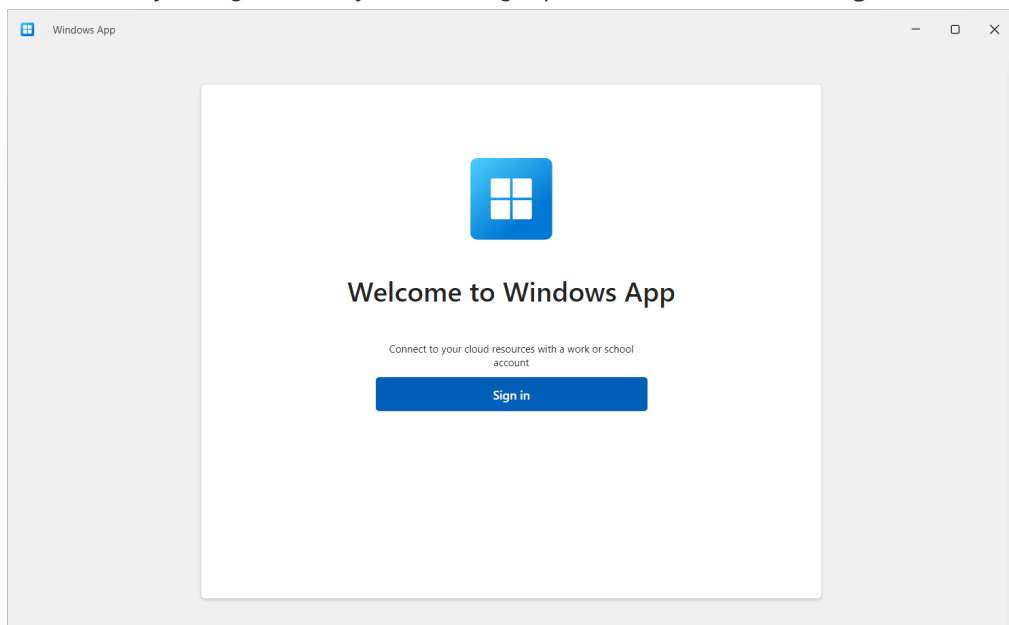 Windows App
Welcome to Windows App
Connect to your cloud resources with a work or school
account
Sign in